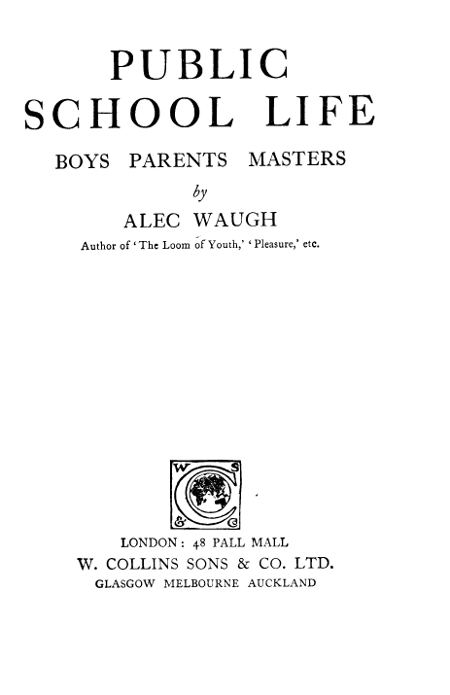 PUBLIC
SCHOOL LIFE
BOYS PARENTS MASTERS
by
ALEC WAUGH
Author of ‘The Loom of Youth,’ ‘Pleasure,’ etc.
W S
C
& C
LONDON: 48 PALL MALL
W. COLLINS SONS & CO. LTD.
GLASGOW MELBOURNE AUCKLAND